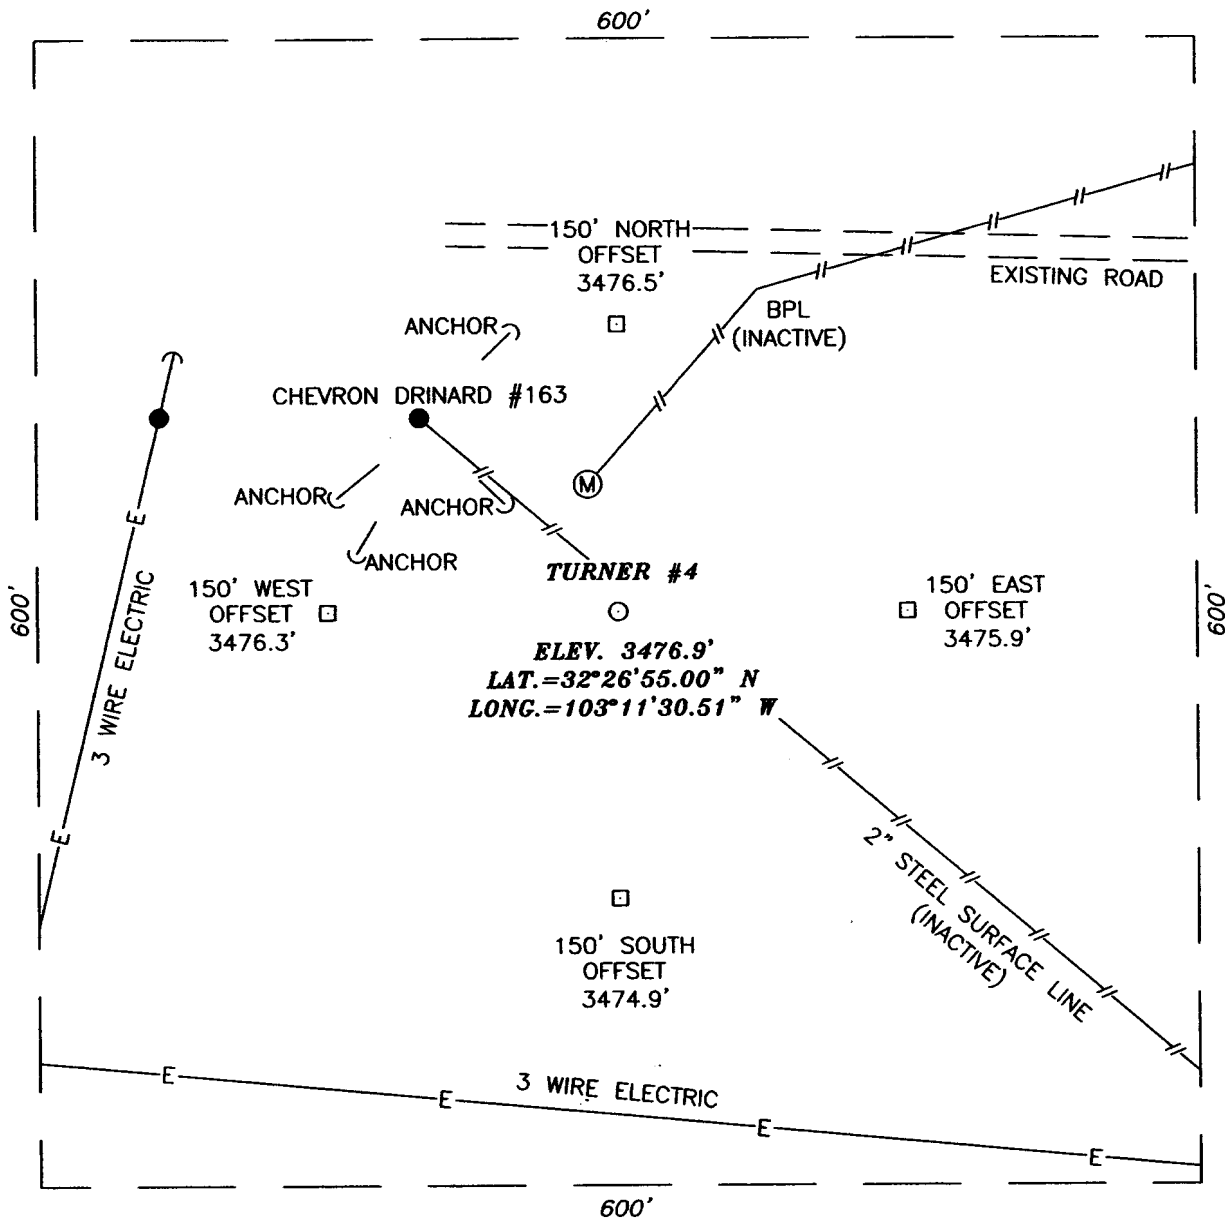 600'
150' NORTH
OFFSET
3476.5'
EXISTING ROAD
BPL
(INACTIVE)
ANCHOR
CHEVRON DRINARD #163
ANCHOR
ANCHOR
ANCHOR
M
TURNER #4
150' WEST
OFFSET
3476.3'
150' EAST
OFFSET
3475.9'
600'
600'
ELEV. 3476.9'
LAT.=32°26'55.00" N
LONG.=103°11'30.51" W
E
3 WIRE ELECTRIC
E
2" STEEL SURFACE LINE
(INACTIVE)
150' SOUTH
OFFSET
3474.9'
E
3 WIRE ELECTRIC
E
E
E
600'